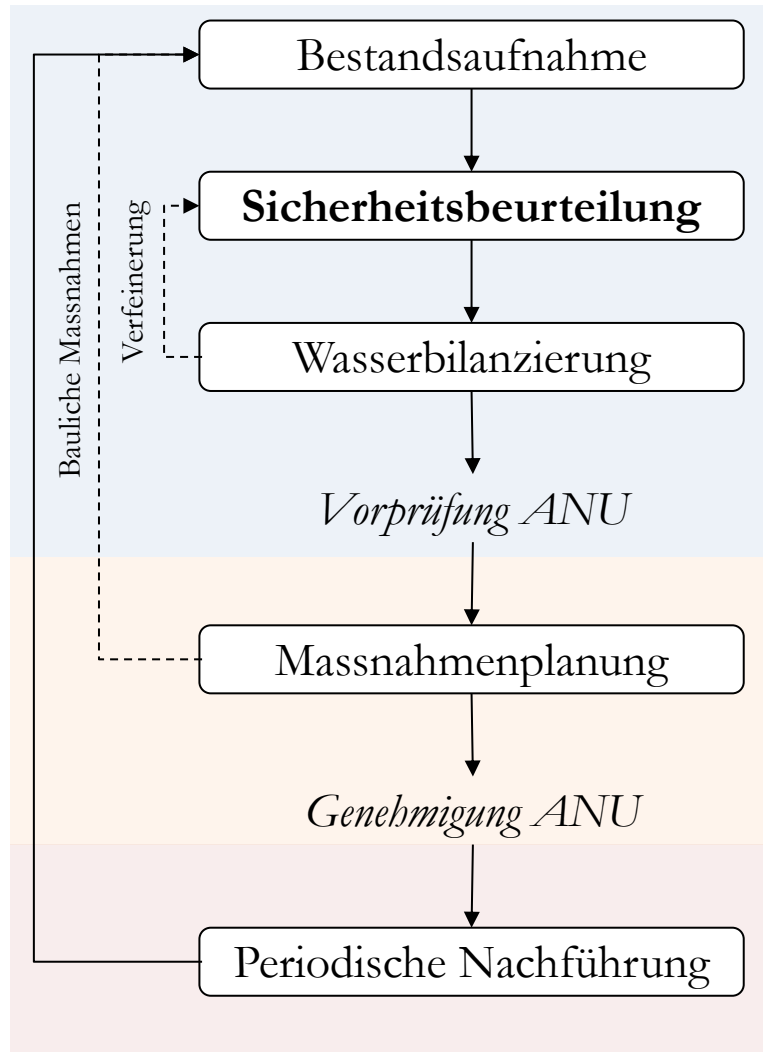 Bestandsaufnahme
Sicherheitsbeurteilung
Verfeinerung
Bauliche Massnahmen
Wasserbilanzierung
Vorprüfung ANU
Massnahmenplanung
Genehmigung ANU
Periodische Nachführung